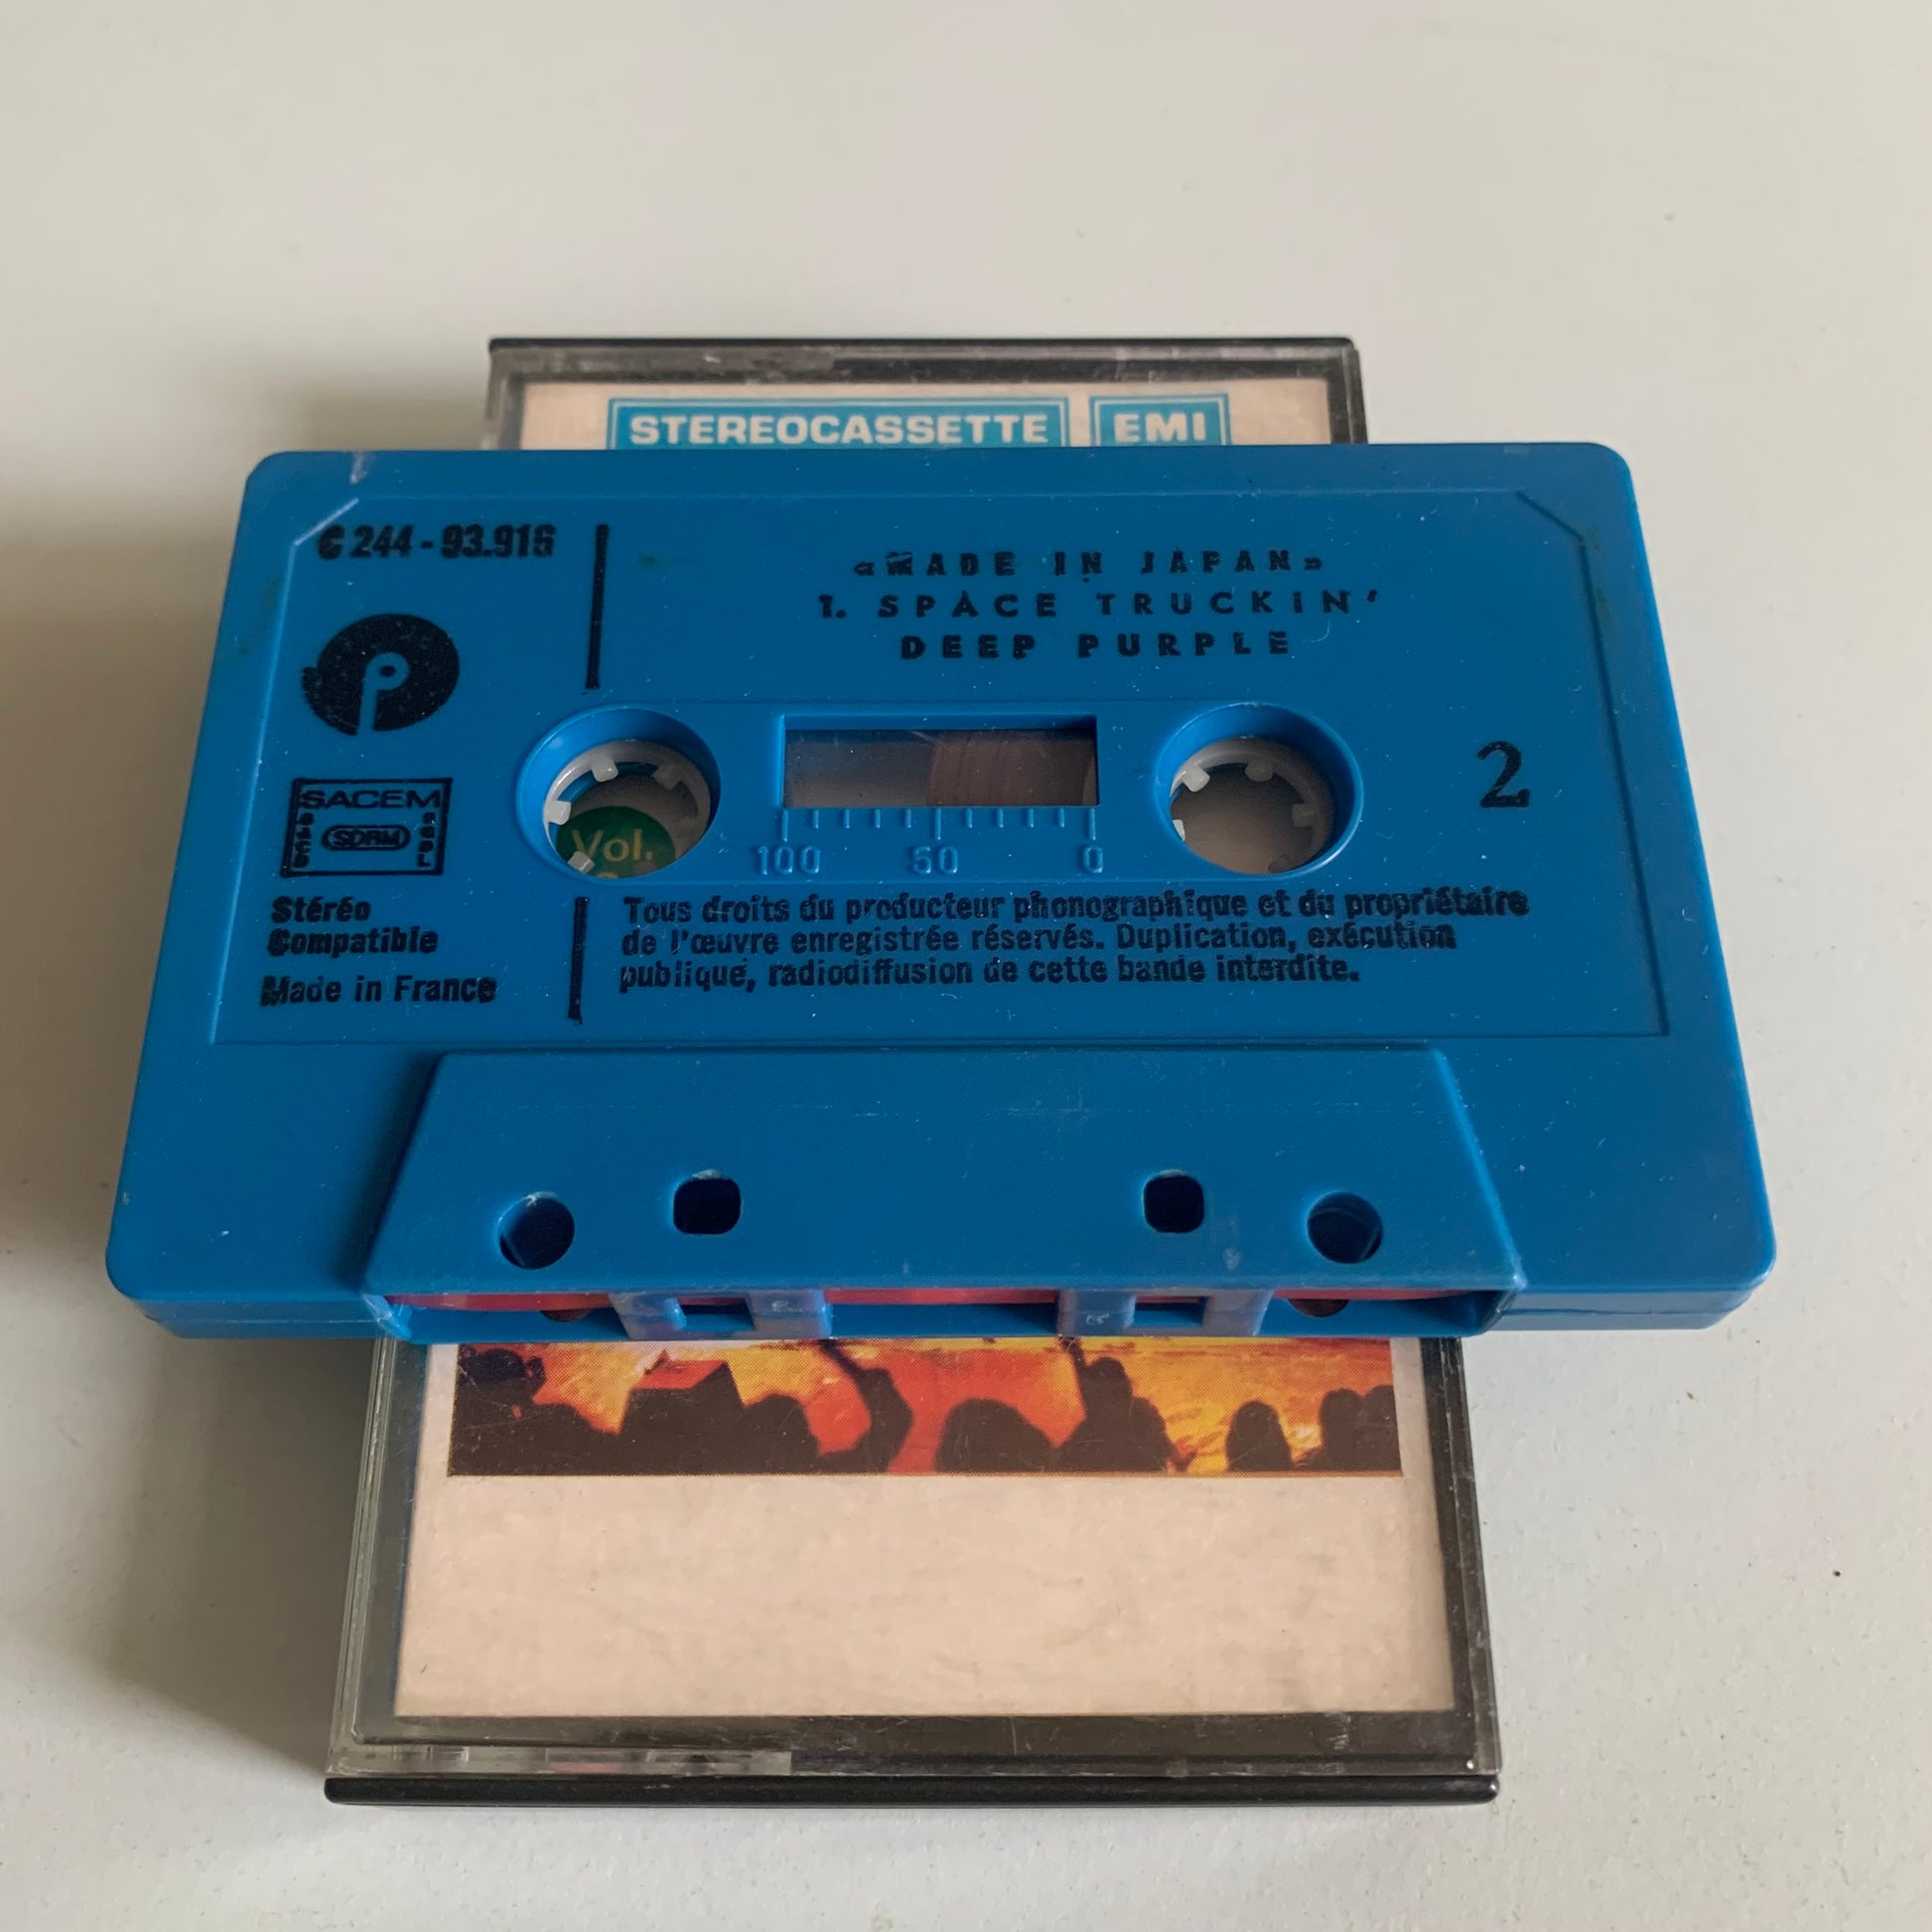 STEREOCASSETTE EMI
C 244 - 93.916
«MADE IN JAPAN»
1. SPACE TRUCKIN'
DEEP PURPLE
P
2
SACEM
SDRM
SACD
Vol.
100 50 0
Stéréo
Compatible
Made in France
Tous droits du producteur phonographique et du propriétaire
de l'œuvre enregistrée réservés. Duplication, exécution
publique, radiodiffusion de cette bande interdite.